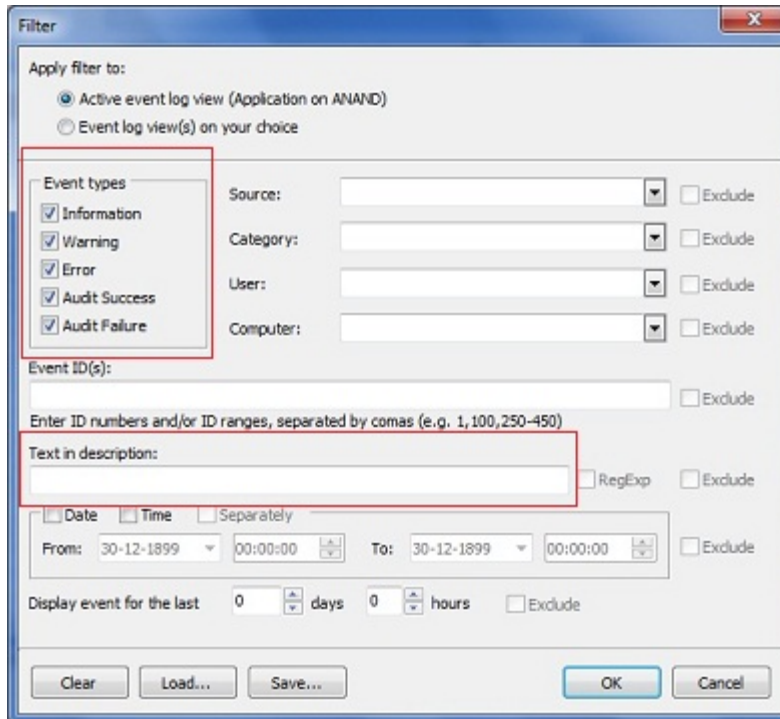 Filter
Apply filter to:
Active event log view (Application on ANAND)
Event log view(s) on your choice
Event types
Information
Warning
Error
Audit Success
Audit Failure
Source: Exclude
Category: Exclude
User: Exclude
Computer: Exclude
Event ID(s):
Exclude
Enter ID numbers and/or ID ranges, separated by comas (e.g. 1,100,250-450)
Text in description:
RegExp Exclude
Date Time Separately
From: 30-12-1899 00:00:00 To: 30-12-1899 00:00:00 Exclude
Display event for the last 0 days 0 hours Exclude
Clear Load... Save... OK Cancel